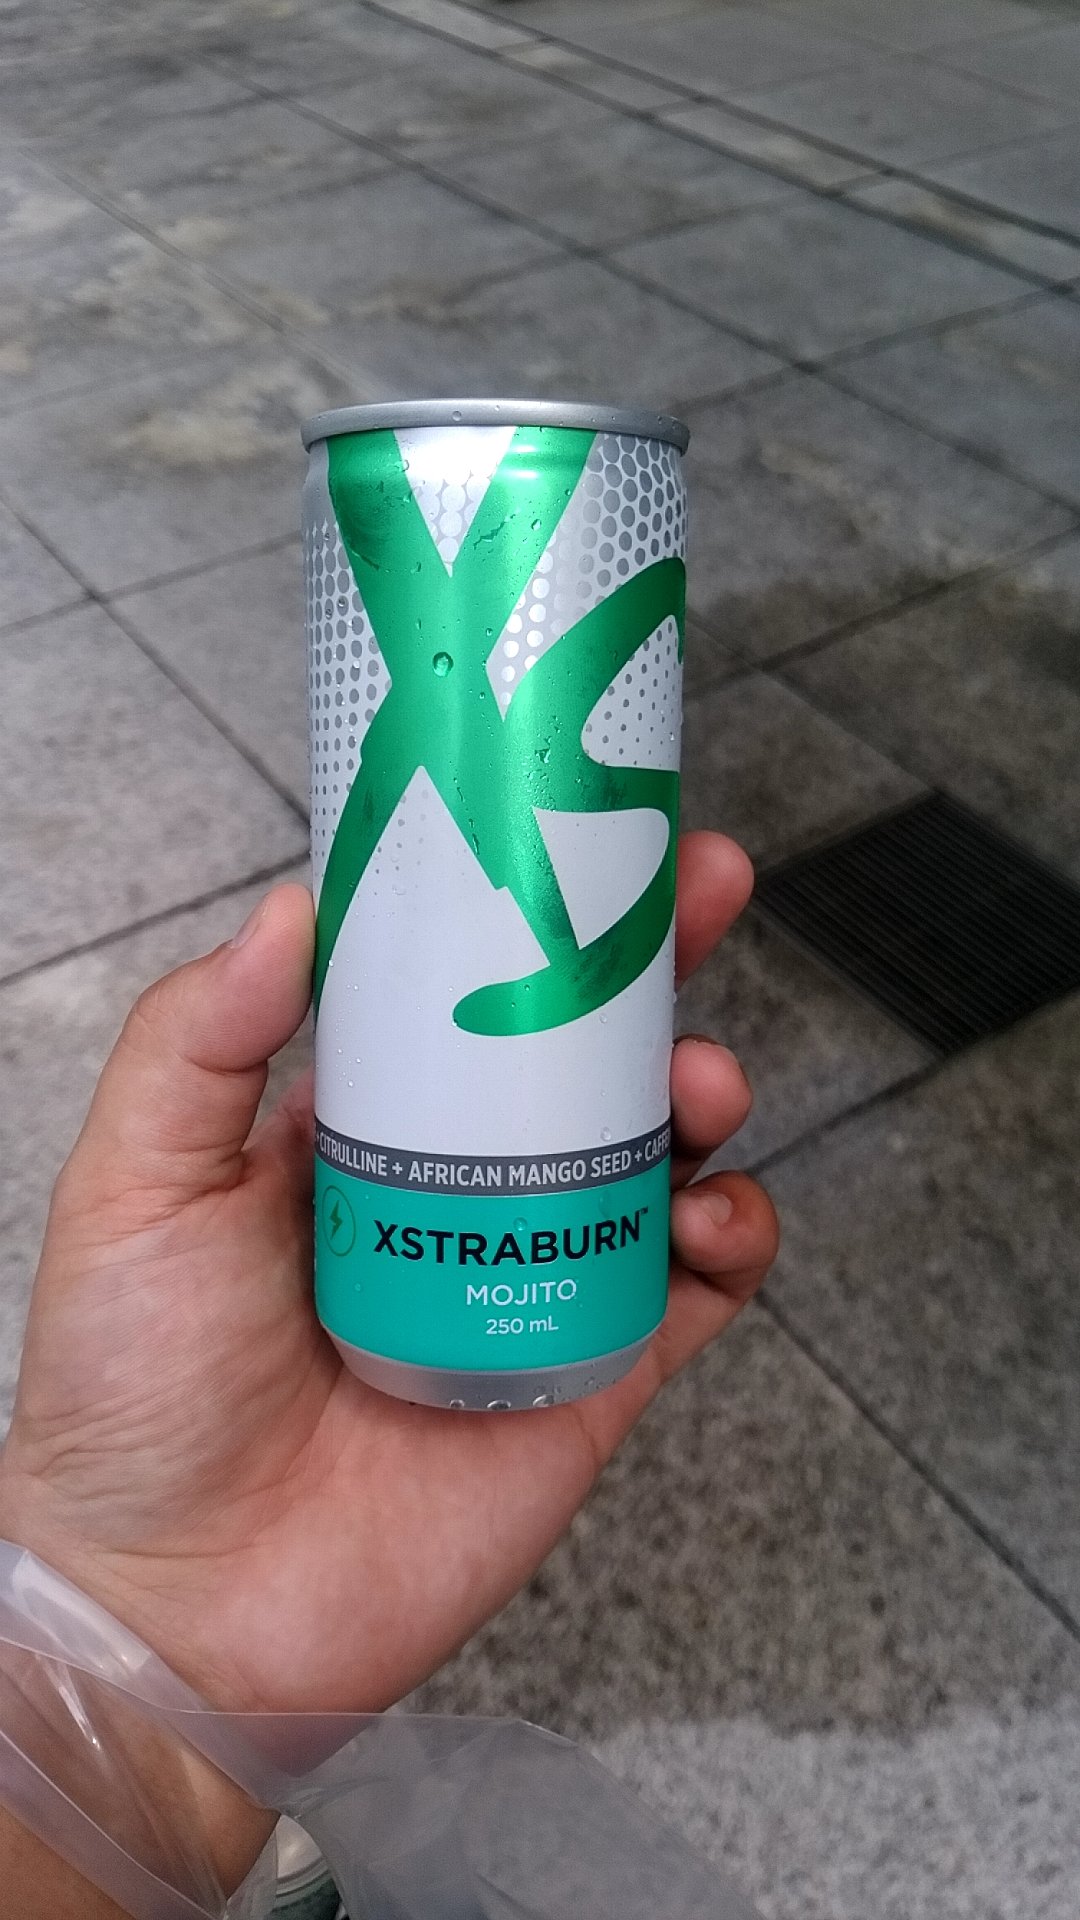 XS
CITRULLINE + AFRICAN MANGO SEED +
XSTRABURN™
MOJITO
250 mL